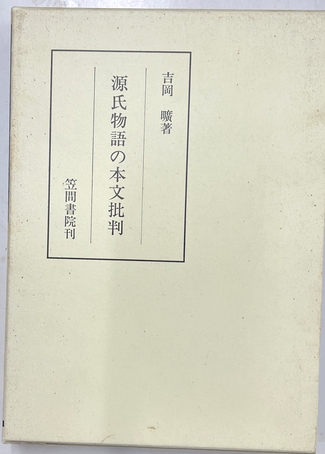 吉岡 曠著
源氏物語の本文批判
笠間書院刊